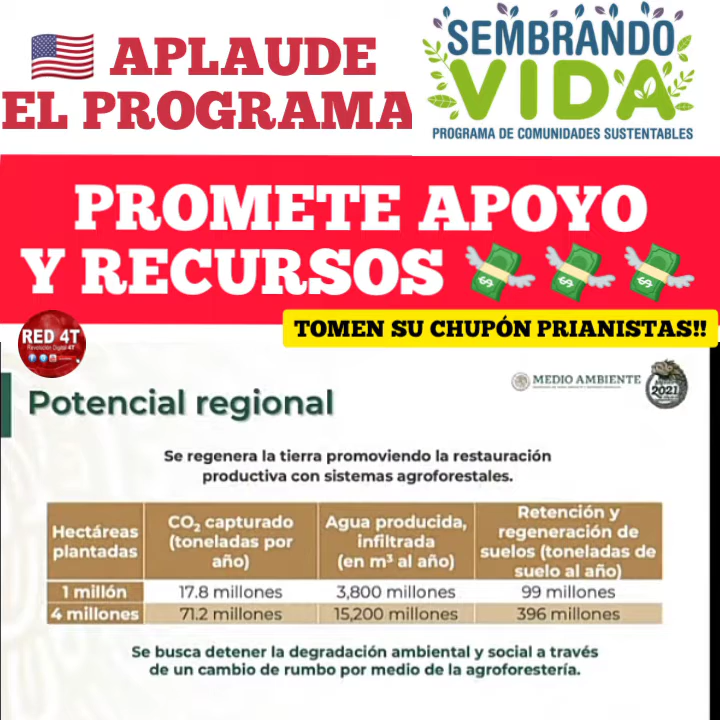 🇺🇸 APLAUDE
EL PROGRAMA
SEMBRANDO
VIDA
PROGRAMA DE COMUNIDADES SUSTENTABLES
PROMETE APOYO
Y RECURSOS 💸 💸 💸
TOMEN SU CHUPÓN PRIANISTAS!!
RED 4T
Revolución Digital 4T
MEDIO AMBIENTE
2021
Potencial regional
Se regenera la tierra promoviendo la restauración
productiva con sistemas agroforestales.
Hectáreas plantadas | CO₂ capturado (toneladas por año) | Agua producida, infiltrada (en m³ al año) | Retención y regeneración de suelos (toneladas de suelo al año)
1 millón | 17.8 millones | 3,800 millones | 99 millones
4 millones | 71.2 millones | 15,200 millones | 396 millones
Se busca detener la degradación ambiental y social a través
de un cambio de rumbo por medio de la agroforestería.